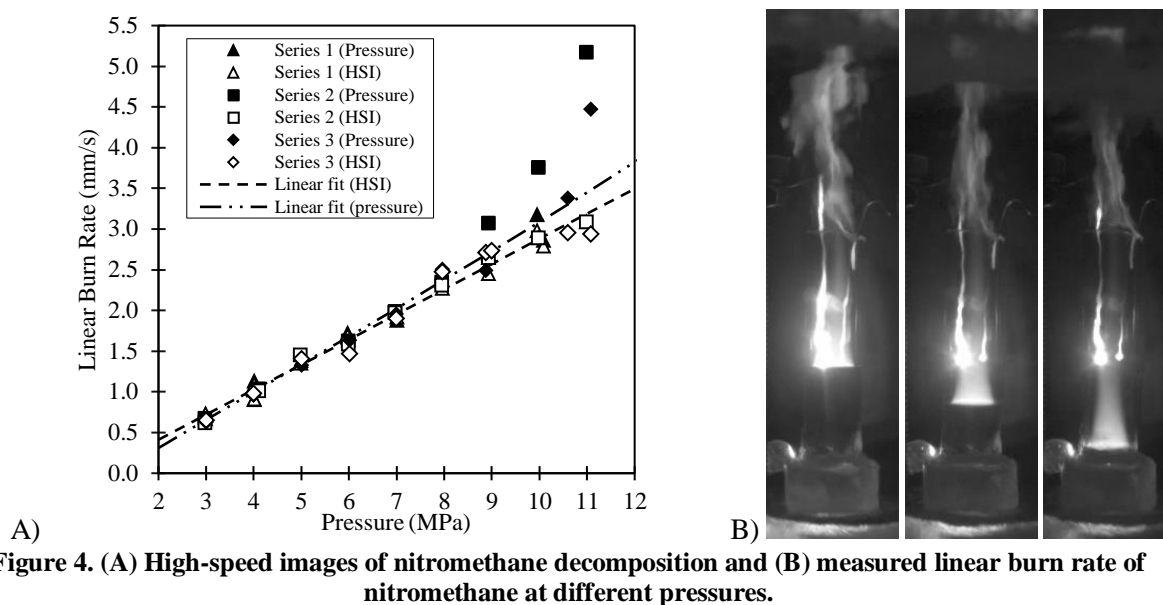 5.5
5.0
4.5
4.0
3.5
3.0
2.5
2.0
1.5
1.0
0.5
0.0
Linear Burn Rate (mm/s)
Series 1 (Pressure)
Series 1 (HSI)
Series 2 (Pressure)
Series 2 (HSI)
Series 3 (Pressure)
Series 3 (HSI)
Linear fit (HSI)
Linear fit (pressure)
2 3 4 5 6 7 8 9 10 11 12
Pressure (MPa)
A)
B)
Figure 4. (A) High-speed images of nitromethane decomposition and (B) measured linear burn rate of
nitromethane at different pressures.